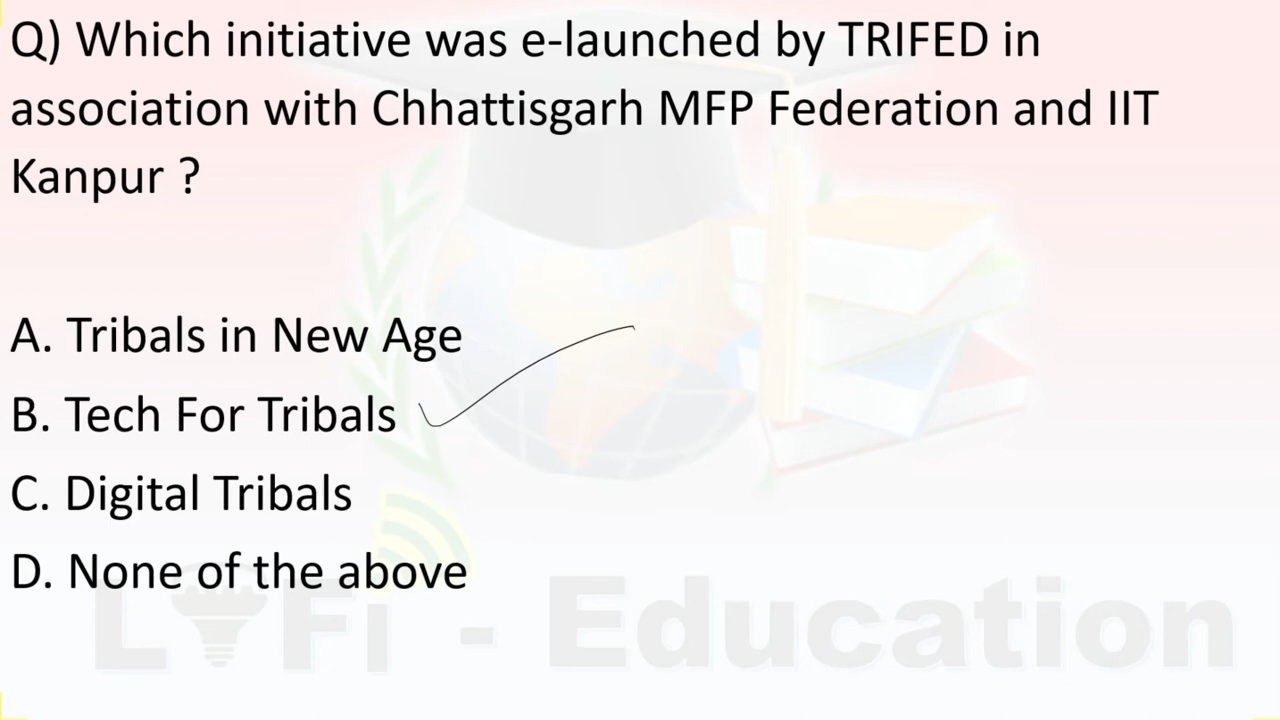 Q) Which initiative was e-launched by TRIFED in
association with Chhattisgarh MFP Federation and IIT
Kanpur ?
A. Tribals in New Age
B. Tech For Tribals
C. Digital Tribals
D. None of the above
LiFi - Education